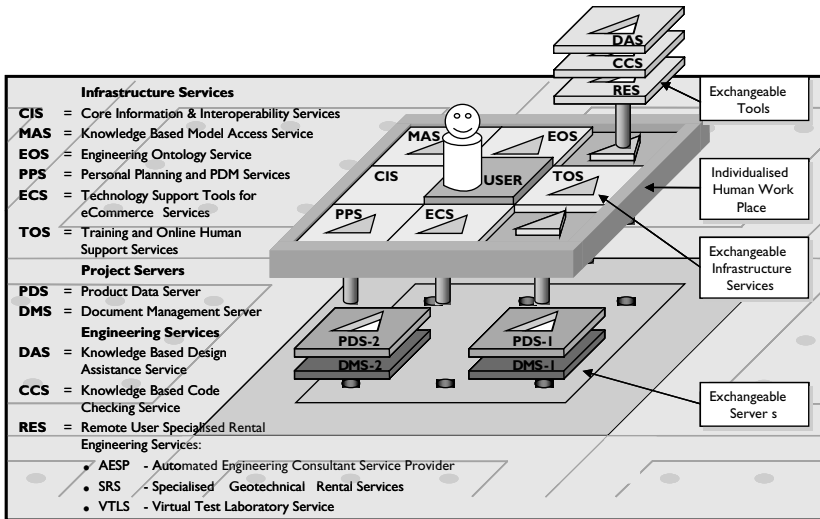 Infrastructure Services
CIS = Core Information & Interoperability Services
MAS = Knowledge Based Model Access Service
EOS = Engineering Ontology Service
PPS = Personal Planning and PDM Services
ECS = Technology Support Tools for
eCommerce Services
TOS = Training and Online Human
Support Services
Project Servers
PDS = Product Data Server
DMS = Document Management Server
Engineering Services
DAS = Knowledge Based Design
Assistance Service
CCS = Knowledge Based Code
Checking Service
RES = Remote User Specialised Rental
Engineering Services:
• AESP - Automated Engineering Consultant Service Provider
• SRS - Specialised Geotechnical Rental Services
• VTLS - Virtual Test Laboratory Service
DAS
CCS
RES
MAS
EOS
CIS
USER
TOS
PPS
ECS
PDS-2
DMS-2
PDS-1
DMS-1
Exchangeable
Tools
Individualised
Human Work
Place
Exchangeable
Infrastructure
Services
Exchangeable
Server s